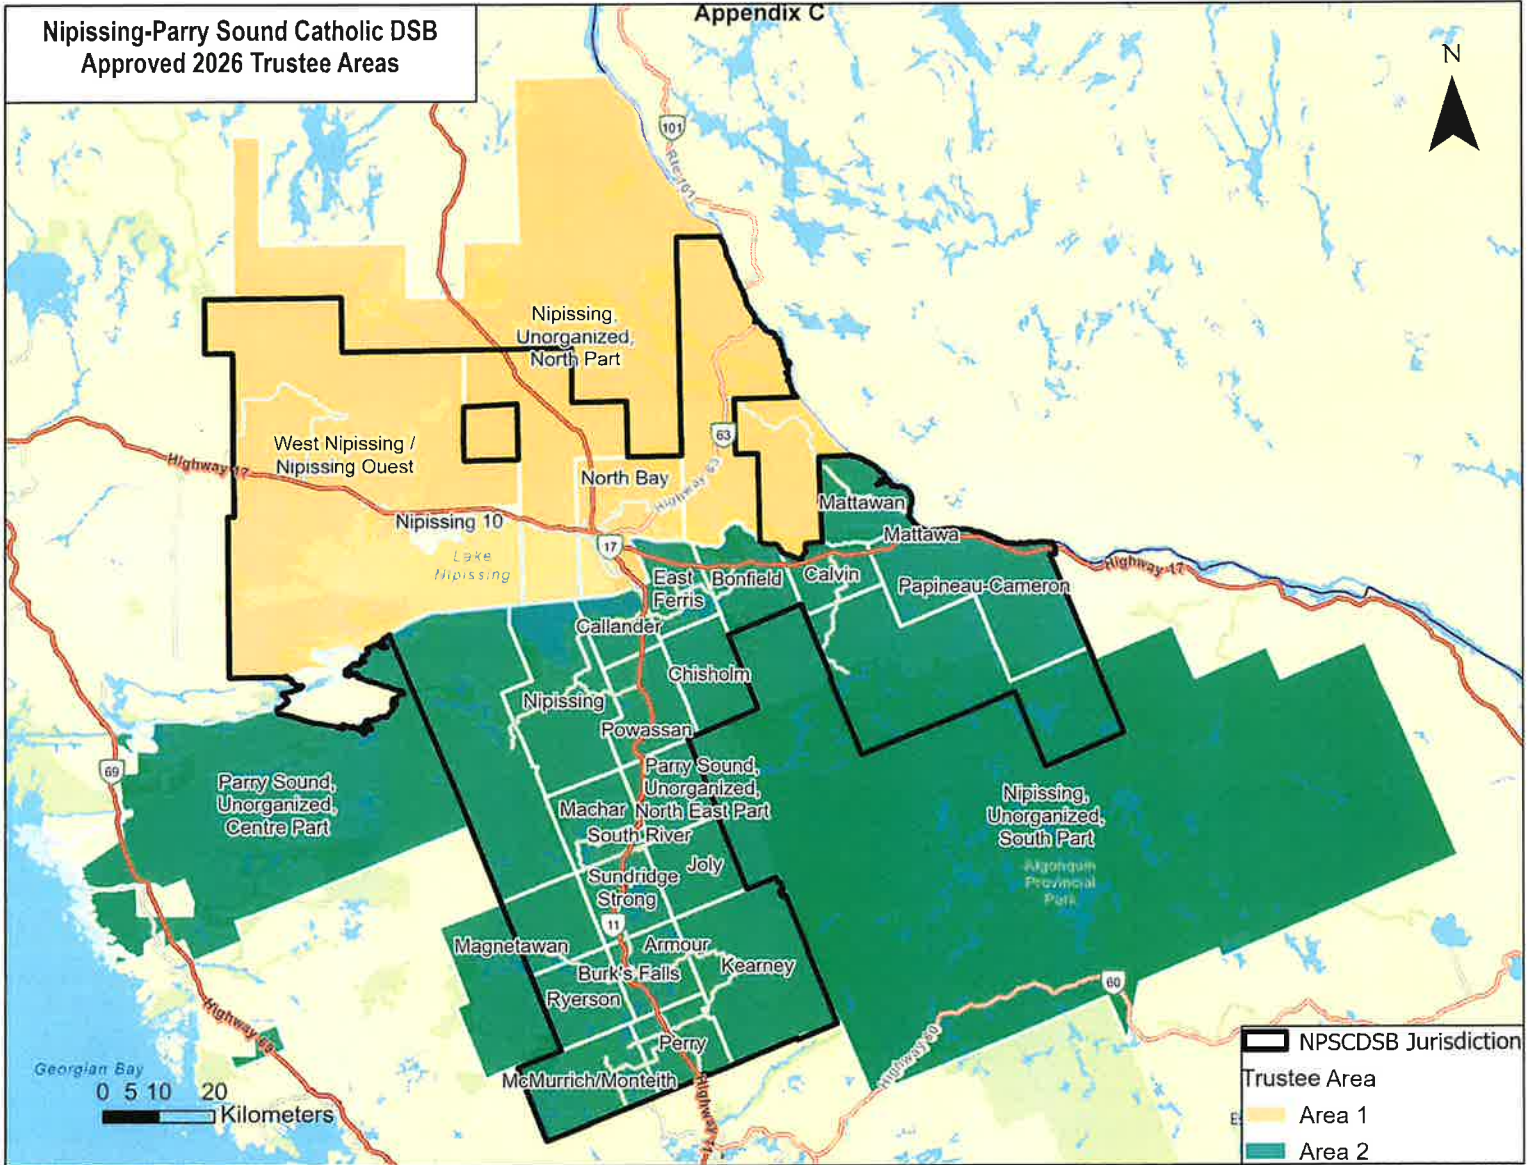 Appendix C
Nipissing-Parry Sound Catholic DSB
Approved 2026 Trustee Areas
N
101
Rte 101
Nipissing,
Unorganized,
North Part
63
West Nipissing /
Nipissing Ouest
Highway 17
North Bay
Highway 63
Nipissing 10
Mattawan
Mattawa
17
Lake
Nipissing
Highway 17
East
Ferris
Bonfield
Calvin
Papineau-Cameron
Callander
Chisholm
Nipissing
Powassan
69
Parry Sound,
Unorganized,
Centre Part
Parry Sound,
Unorganized,
North East Part
Machar
South River
Nipissing,
Unorganized,
South Part
Algonquin
Provincial
Park
Joly
Sundridge
Strong
11
Magnetawan
Armour
Burk's Falls
Kearney
Ryerson
60
Highway 69
Perry
Highway 60
McMurrich/Monteith
Highway 11
Georgian Bay
0 5 10 20
Kilometers
NPSCDSB Jurisdiction
Trustee Area
Area 1
Area 2